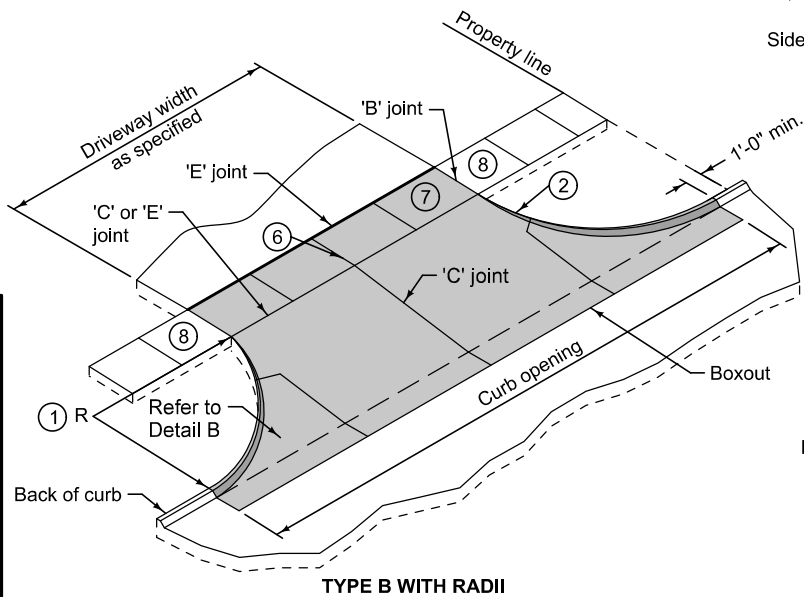 Property line
Side
Driveway width
as specified
'B' joint
1'-0" min.
'E' joint
8
2
7
'C' or 'E'
joint
6
'C' joint
8
Curb opening
Boxout
1 R
Refer to
Detail B
Back of curb
TYPE B WITH RADII